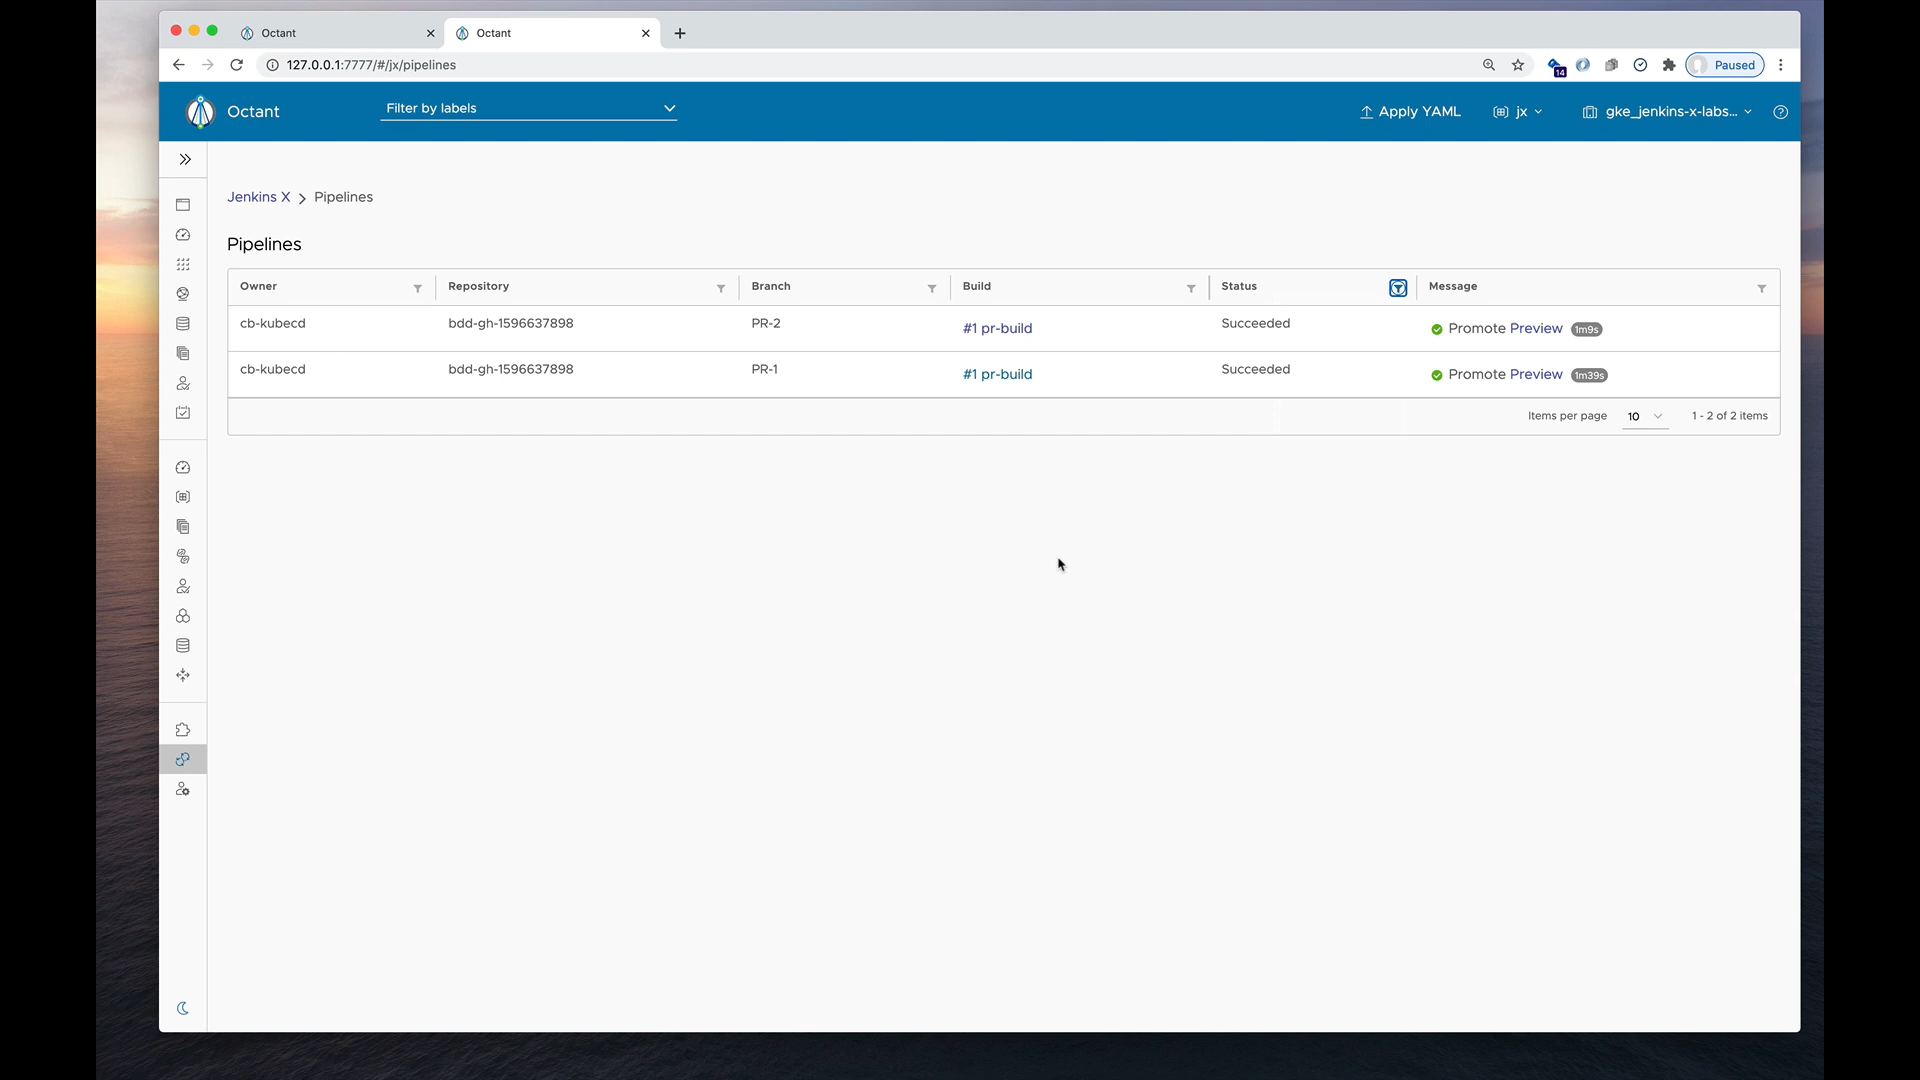 Octant
Octant
127.0.0.1:7777/#/jx/pipelines
14
Paused
Octant
Filter by labels
Apply YAML
jx
gke_jenkins-x-labs...
Jenkins X > Pipelines
Pipelines
Owner Repository Branch Build Status Message
cb-kubecd bdd-gh-1596637898 PR-2 #1 pr-build Succeeded Promote Preview 1m9s
cb-kubecd bdd-gh-1596637898 PR-1 #1 pr-build Succeeded Promote Preview 1m39s
Items per page 10 1 - 2 of 2 items